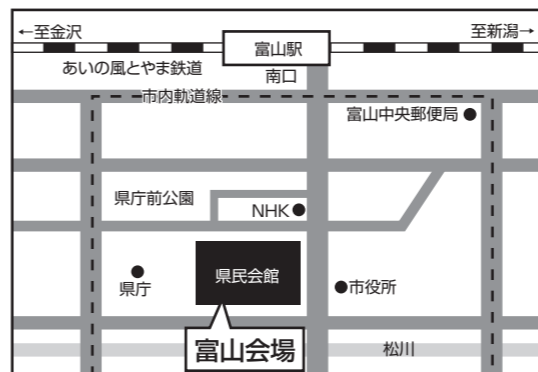 ←至金沢
富山駅
至新潟→
あいの風とやま鉄道
南口
市内軌道線
富山中央郵便局
県庁前公園
NHK
県庁
県民会館
市役所
富山会場
松川